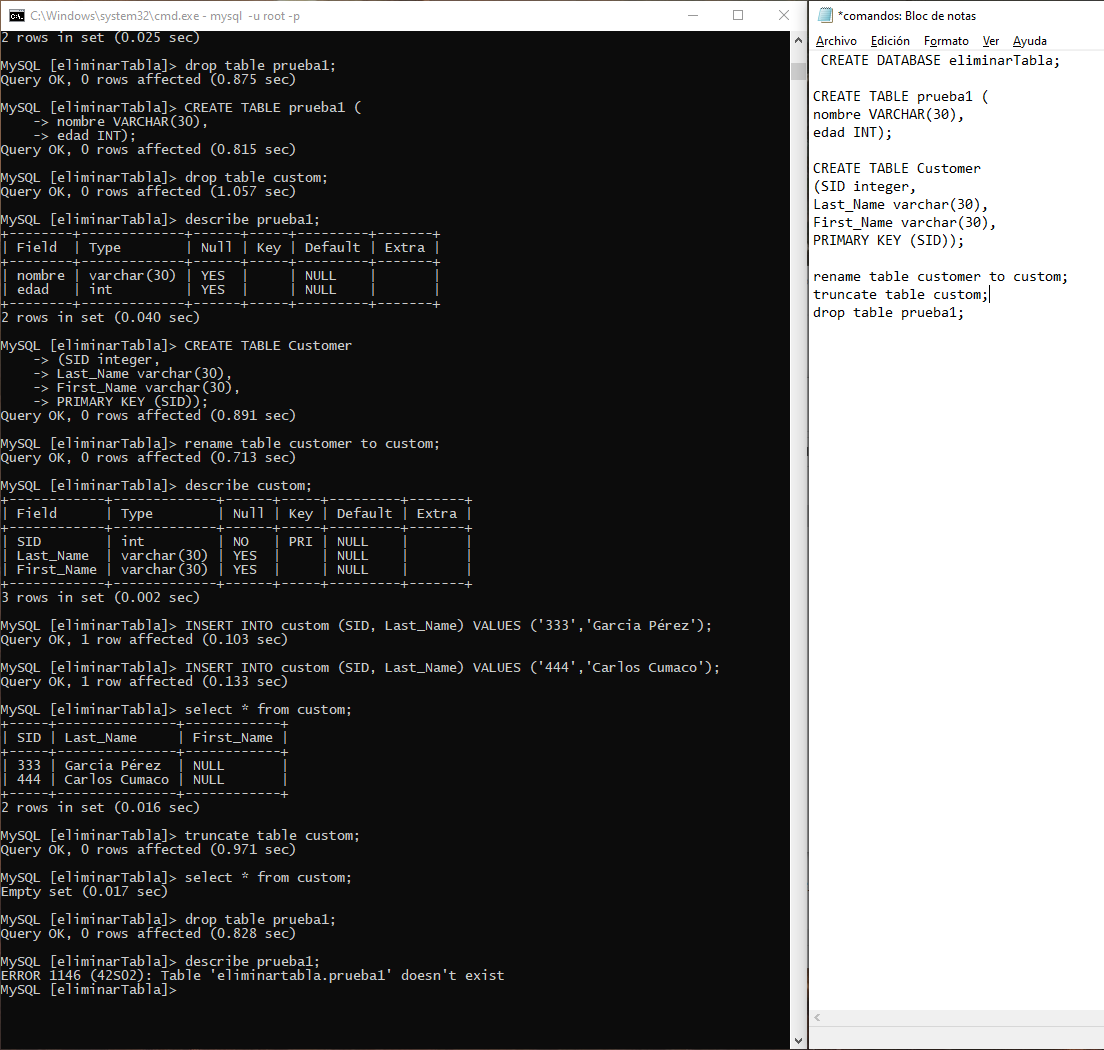 C:\Windows\system32\cmd.exe - mysql  -u root -p
2 rows in set (0.025 sec)
MySQL [eliminarTabla]> drop table prueba1;
Query OK, 0 rows affected (0.875 sec)
MySQL [eliminarTabla]> CREATE TABLE prueba1 (
    -> nombre VARCHAR(30),
    -> edad INT);
Query OK, 0 rows affected (0.815 sec)
MySQL [eliminarTabla]> drop table custom;
Query OK, 0 rows affected (1.057 sec)
MySQL [eliminarTabla]> describe prueba1;
+--------+-------------+------+-----+---------+-------+
| Field  | Type        | Null | Key | Default | Extra |
+--------+-------------+------+-----+---------+-------+
| nombre | varchar(30) | YES  |     | NULL    |       |
| edad   | int         | YES  |     | NULL    |       |
+--------+-------------+------+-----+---------+-------+
2 rows in set (0.040 sec)
MySQL [eliminarTabla]> CREATE TABLE Customer
    -> (SID integer,
    -> Last_Name varchar(30),
    -> First_Name varchar(30),
    -> PRIMARY KEY (SID));
Query OK, 0 rows affected (0.891 sec)
MySQL [eliminarTabla]> rename table customer to custom;
Query OK, 0 rows affected (0.713 sec)
MySQL [eliminarTabla]> describe custom;
+------------+-------------+------+-----+---------+-------+
| Field      | Type        | Null | Key | Default | Extra |
+------------+-------------+------+-----+---------+-------+
| SID        | int         | NO   | PRI | NULL    |       |
| Last_Name  | varchar(30) | YES  |     | NULL    |       |
| First_Name | varchar(30) | YES  |     | NULL    |       |
+------------+-------------+------+-----+---------+-------+
3 rows in set (0.002 sec)
MySQL [eliminarTabla]> INSERT INTO custom (SID, Last_Name) VALUES ('333','Garcia Pérez');
Query OK, 1 row affected (0.103 sec)
MySQL [eliminarTabla]> INSERT INTO custom (SID, Last_Name) VALUES ('444','Carlos Cumaco');
Query OK, 1 row affected (0.133 sec)
MySQL [eliminarTabla]> select * from custom;
+-----+---------------+------------+
| SID | Last_Name     | First_Name |
+-----+---------------+------------+
| 333 | Garcia Pérez  | NULL       |
| 444 | Carlos Cumaco | NULL       |
+-----+---------------+------------+
2 rows in set (0.016 sec)
MySQL [eliminarTabla]> truncate table custom;
Query OK, 0 rows affected (0.971 sec)
MySQL [eliminarTabla]> select * from custom;
Empty set (0.017 sec)
MySQL [eliminarTabla]> drop table prueba1;
Query OK, 0 rows affected (0.828 sec)
MySQL [eliminarTabla]> describe prueba1;
ERROR 1146 (42S02): Table 'eliminartabla.prueba1' doesn't exist
MySQL [eliminarTabla]>
*comandos: Bloc de notas
Archivo Edición Formato Ver Ayuda
CREATE DATABASE eliminarTabla;
CREATE TABLE prueba1 (
nombre VARCHAR(30),
edad INT);
CREATE TABLE Customer
(SID integer,
Last_Name varchar(30),
First_Name varchar(30),
PRIMARY KEY (SID));
rename table customer to custom;
truncate table custom;
drop table prueba1;